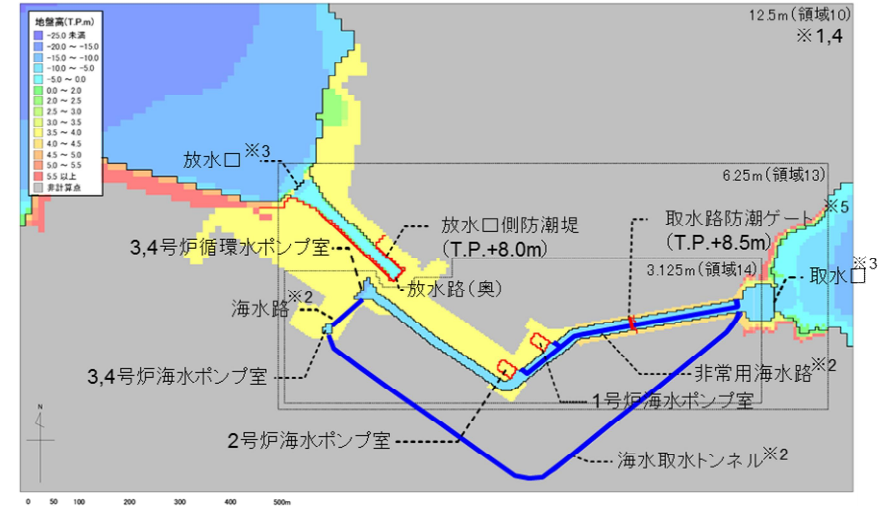 地盤高(T.P.m)
-25.0 未満
-20.0 ～ -15.0
-15.0 ～ -10.0
-10.0 ～ -5.0
-5.0 ～ 0.0
0.0 ～ 2.0
2.0 ～ 2.5
2.5 ～ 3.0
3.0 ～ 3.5
3.5 ～ 4.0
4.0 ～ 4.5
4.5 ～ 5.0
5.0 ～ 5.5
5.5 以上
非計算点
12.5m(領域10)
※1,4
放水口※3
6.25m(領域13)
放水口側防潮堤
(T.P.+8.0m)
取水路防潮ゲート※5
(T.P.+8.5m)
3,4号炉循環水ポンプ室
3.125m(領域14)
取水口※3
放水路(奥)
海水路※2
3,4号炉海水ポンプ室
非常用海水路※2
1号炉海水ポンプ室
2号炉海水ポンプ室
海水取水トンネル※2
N
0 50 100 200 300 400 500m